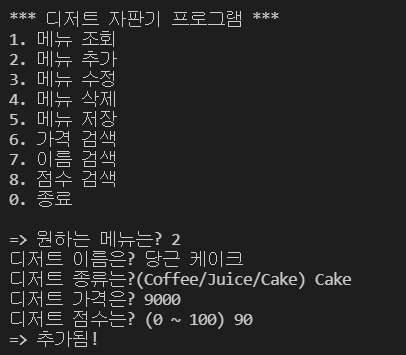 *** 디저트 자판기 프로그램 ***
1. 메뉴 조회
2. 메뉴 추가
3. 메뉴 수정
4. 메뉴 삭제
5. 메뉴 저장
6. 가격 검색
7. 이름 검색
8. 점수 검색
0. 종료
=> 원하는 메뉴는? 2
디저트 이름은? 당근 케이크
디저트 종류는?(Coffee/Juice/Cake) Cake
디저트 가격은? 9000
디저트 점수는? (0 ~ 100) 90
=> 추가됨!